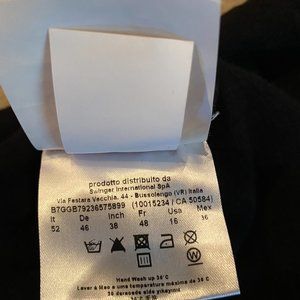 prodotto distribuito da
Swinger International SpA
Via Festara Vecchia, 44 - Bussolengo (VR) Italia
B7GGB79236575899 (10015234 / CA 50584)
It De Inch Fr Usa Mex
52 46 38 48 16 36
Hand Wash up 30°C
Lavar à Mao a uma temperatura máxima de 30 C